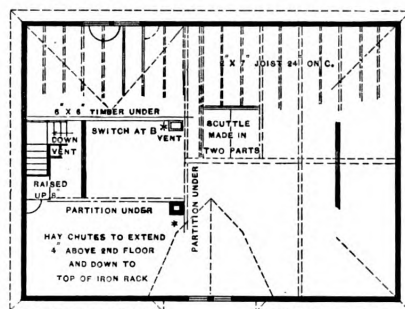 2" X 7" JOIST 24" ON C.
6" X 6" TIMBER UNDER
SWITCH AT B *
VENT
SCUTTLE
MADE IN
TWO PARTS
DOWN
VENT
RAISED
UP 8"
PARTITION UNDER
*
PARTITION UNDER
HAY CHUTES TO EXTEND
4" ABOVE 2ND FLOOR
AND DOWN TO
TOP OF IRON RACK